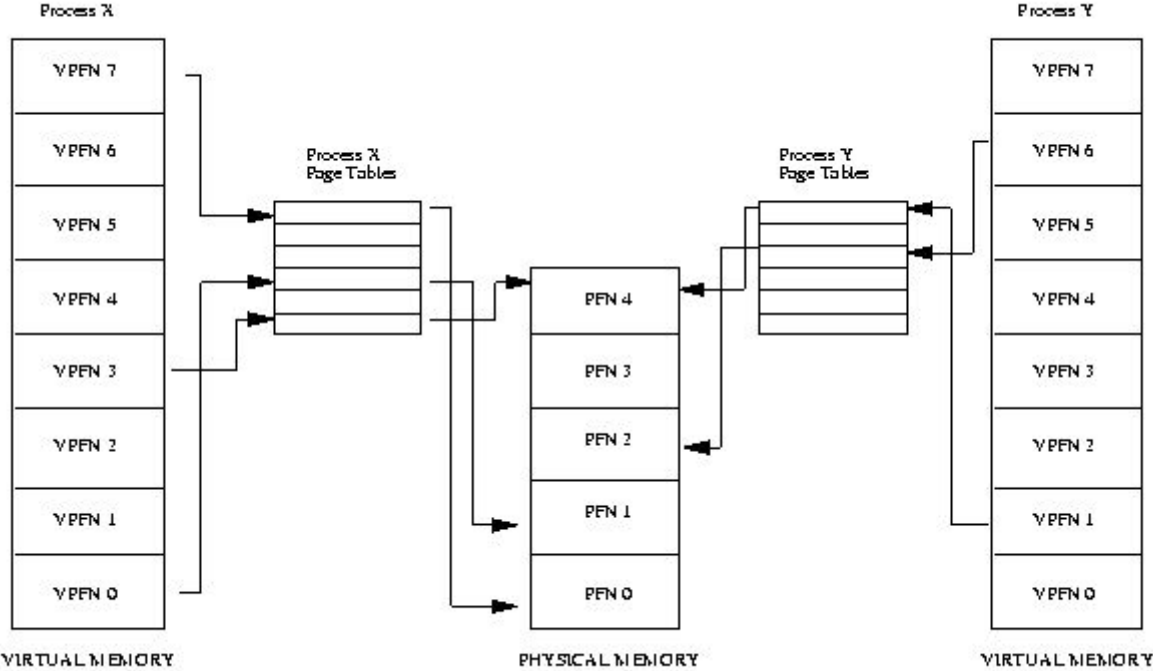 Process X
Process Y
VPFN 7
VPFN 6
VPFN 5
VPFN 4
VPFN 3
VPFN 2
VPFN 1
VPFN 0
VIRTUAL MEMORY
Process X
Page Tables
PFN 4
PFN 3
PFN 2
PFN 1
PFN 0
PHYSICAL MEMORY
Process Y
Page Tables
VPFN 7
VPFN 6
VPFN 5
VPFN 4
VPFN 3
VPFN 2
VPFN 1
VPFN 0
VIRTUAL MEMORY